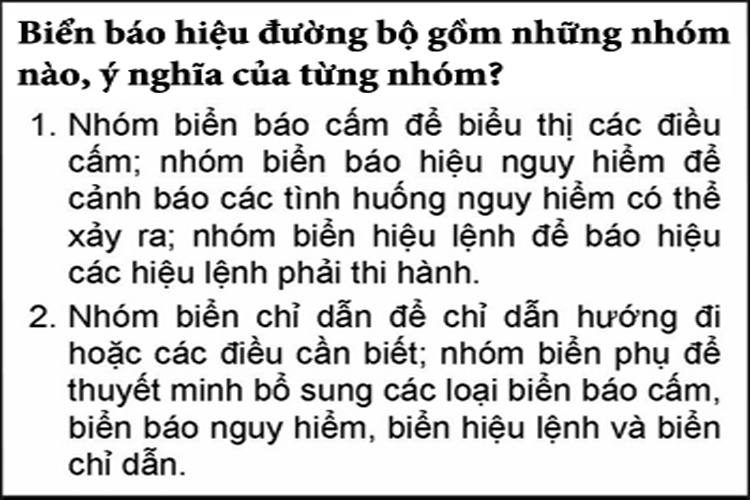 Biển báo hiệu đường bộ gồm những nhóm
nào, ý nghĩa của từng nhóm?
1. Nhóm biển báo cấm để biểu thị các điều
cấm; nhóm biển báo hiệu nguy hiểm để
cảnh báo các tình huống nguy hiểm có thể
xảy ra; nhóm biển hiệu lệnh để báo hiệu
các hiệu lệnh phải thi hành.
2. Nhóm biển chỉ dẫn để chỉ dẫn hướng đi
hoặc các điều cần biết; nhóm biển phụ để
thuyết minh bổ sung các loại biển báo cấm,
biển báo nguy hiểm, biển hiệu lệnh và biển
chỉ dẫn.